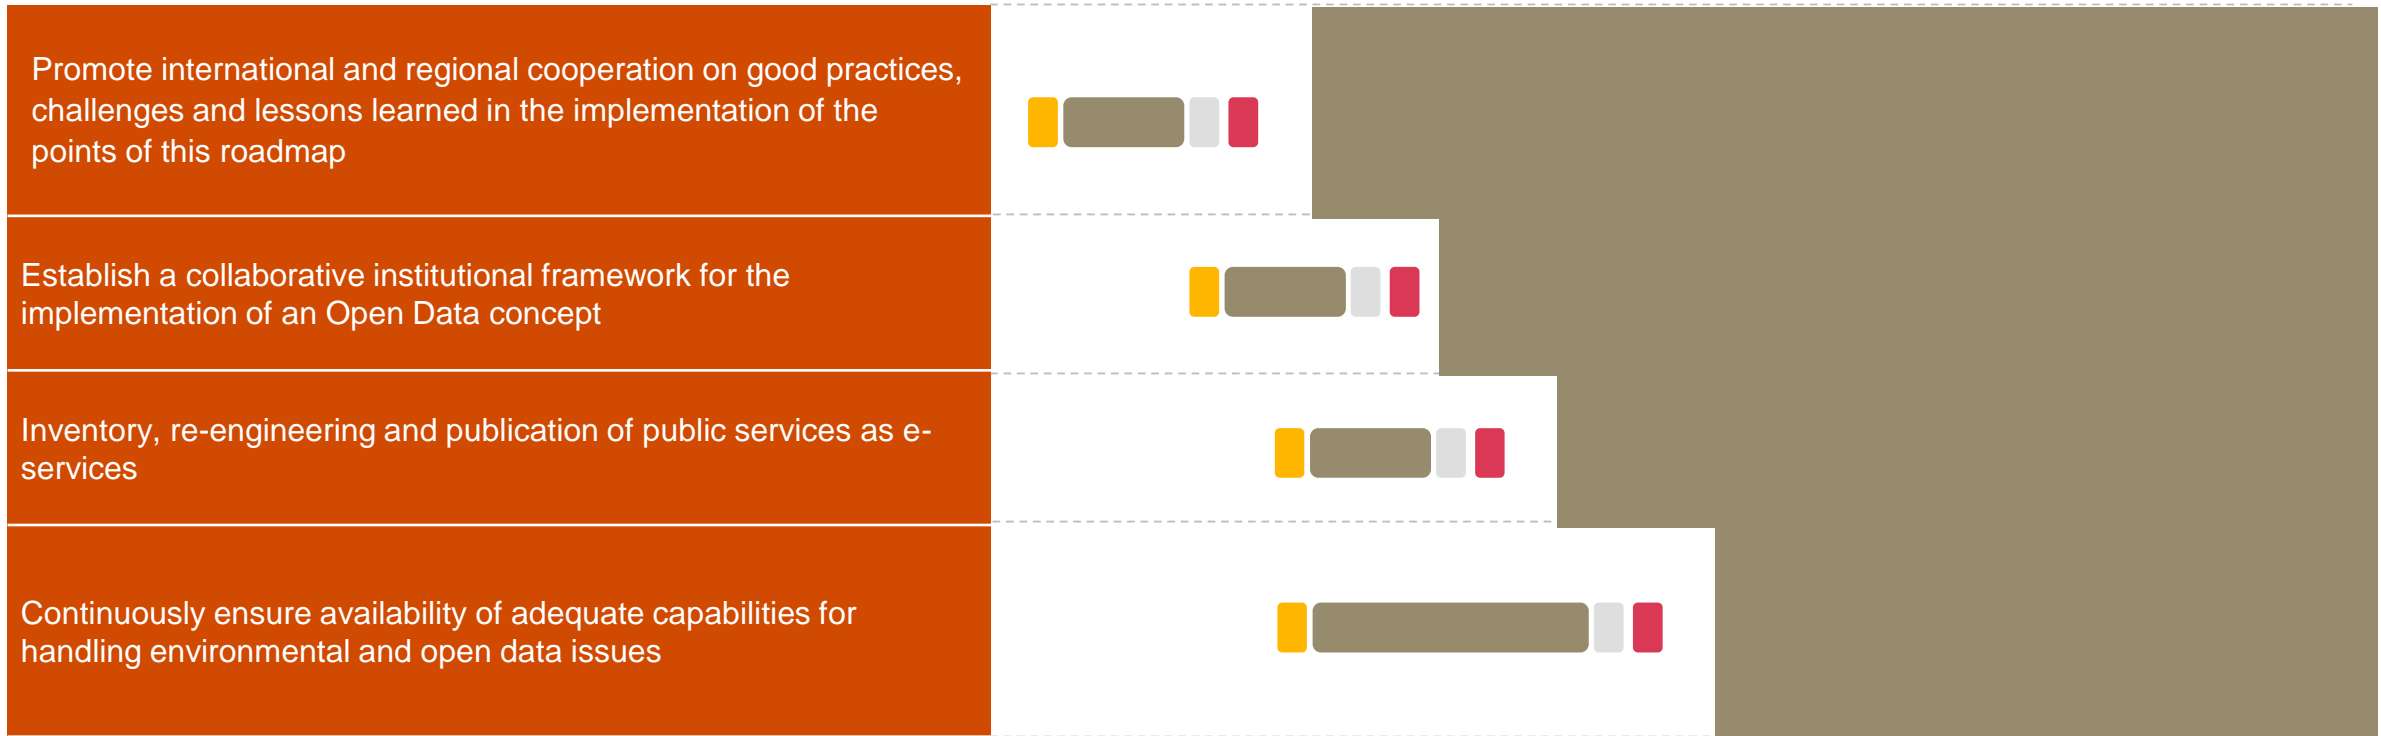 Promote international and regional cooperation on good practices,
challenges and lessons learned in the implementation of the
points of this roadmap
Establish a collaborative institutional framework for the
implementation of an Open Data concept
Inventory, re-engineering and publication of public services as e-
services
Continuously ensure availability of adequate capabilities for
handling environmental and open data issues